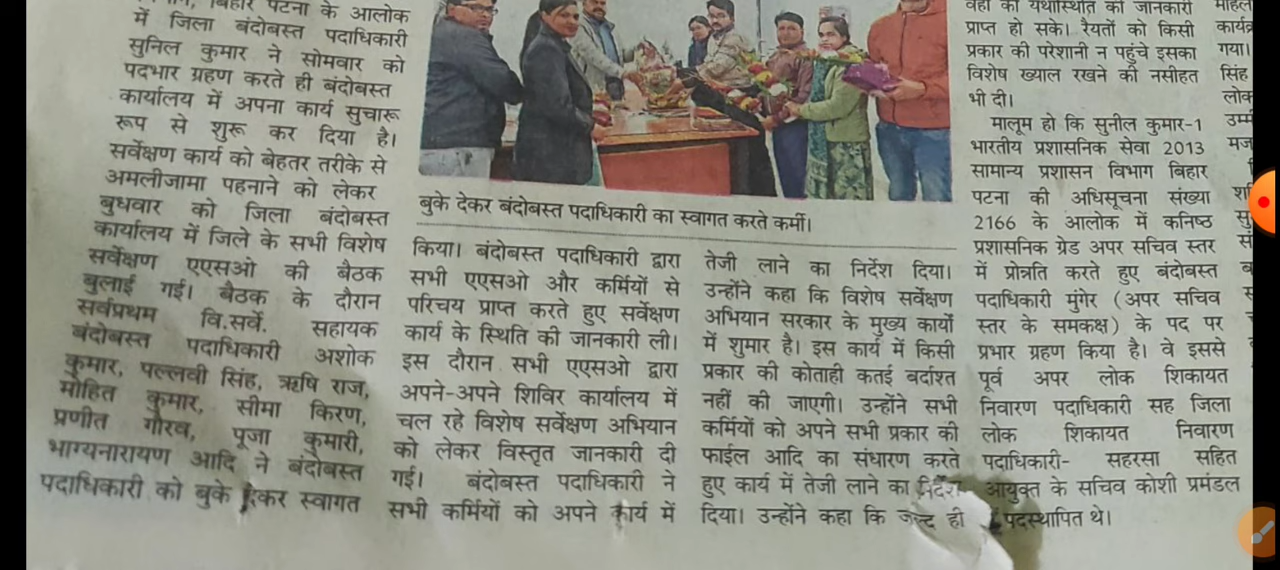 बिहार पटना के आलोक
में जिला बंदोबस्त पदाधिकारी
सुनिल कुमार ने सोमवार को
पदभार ग्रहण करते ही बंदोबस्त
कार्यालय में अपना कार्य सुचारू
रूप से शुरू कर दिया है।
सर्वेक्षण कार्य को बेहतर तरीके से
अमलीजामा पहनाने को लेकर
बुधवार को जिला बंदोबस्त
कार्यालय में जिले के सभी विशेष
सर्वेक्षण एएसओ की बैठक
बुलाई गई। बैठक के दौरान
सर्वप्रथम वि.सर्वे. सहायक
बंदोबस्त पदाधिकारी अशोक
कुमार, पल्लवी सिंह, ऋषि राज,
मोहित कुमार, सीमा किरण,
प्रणीत गौरव, पूजा कुमारी,
भाग्यनारायण आदि ने बंदोबस्त
पदाधिकारी को बुके देकर स्वागत
बुके देकर बंदोबस्त पदाधिकारी का स्वागत करते कर्मी।
किया। बंदोबस्त पदाधिकारी द्वारा
सभी एएसओ और कर्मियों से
परिचय प्राप्त करते हुए सर्वेक्षण
कार्य के स्थिति की जानकारी ली।
इस दौरान सभी एएसओ द्वारा
अपने-अपने शिविर कार्यालय में
चल रहे विशेष सर्वेक्षण अभियान
को लेकर विस्तृत जानकारी दी
गई। बंदोबस्त पदाधिकारी ने
सभी कर्मियों को अपने कार्य में
तेजी लाने का निर्देश दिया।
उन्होंने कहा कि विशेष सर्वेक्षण
अभियान सरकार के मुख्य कार्यों
में शुमार है। इस कार्य में किसी
प्रकार की कोताही कतई बर्दाश्त
नहीं की जाएगी। उन्होंने सभी
कर्मियों को अपने सभी प्रकार की
फाईल आदि का संधारण करते
हुए कार्य में तेजी लाने का निर्देश
दिया। उन्होंने कहा कि जल्द ही
वहां की यथास्थिति की जानकारी
प्राप्त हो सके। रैयतों को किसी
प्रकार की परेशानी न पहुंचे इसका
विशेष ख्याल रखने की नसीहत
भी दी।
मालूम हो कि सुनील कुमार-1
भारतीय प्रशासनिक सेवा 2013
सामान्य प्रशासन विभाग बिहार
पटना की अधिसूचना संख्या
2166 के आलोक में कनिष्ठ
प्रशासनिक ग्रेड अपर सचिव स्तर
में प्रोन्नति करते हुए बंदोबस्त
पदाधिकारी मुंगेर (अपर सचिव
स्तर के समकक्ष) के पद पर
प्रभार ग्रहण किया है। वे इससे
पूर्व अपर लोक शिकायत
निवारण पदाधिकारी सह जिला
लोक शिकायत निवारण
पदाधिकारी- सहरसा सहित
आयुक्त के सचिव कोशी प्रमंडल
पदस्थापित थे।
गया।
सिंह
लोक